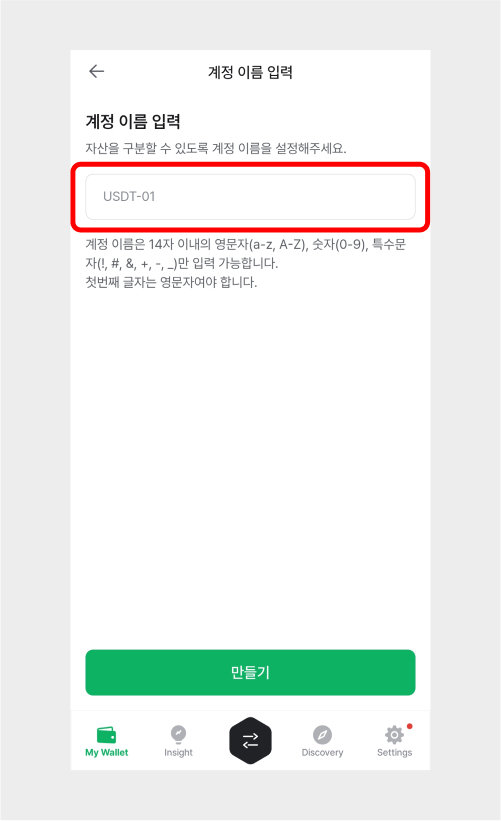 계정 이름 입력
계정 이름 입력
자산을 구분할 수 있도록 계정 이름을 설정해주세요.
USDT-01
계정 이름은 14자 이내의 영문자(a-z, A-Z), 숫자(0-9), 특수문
자(!, #, &, +, -, _)만 입력 가능합니다.
첫번째 글자는 영문자여야 합니다.
만들기
My Wallet
Insight
Discovery
Settings